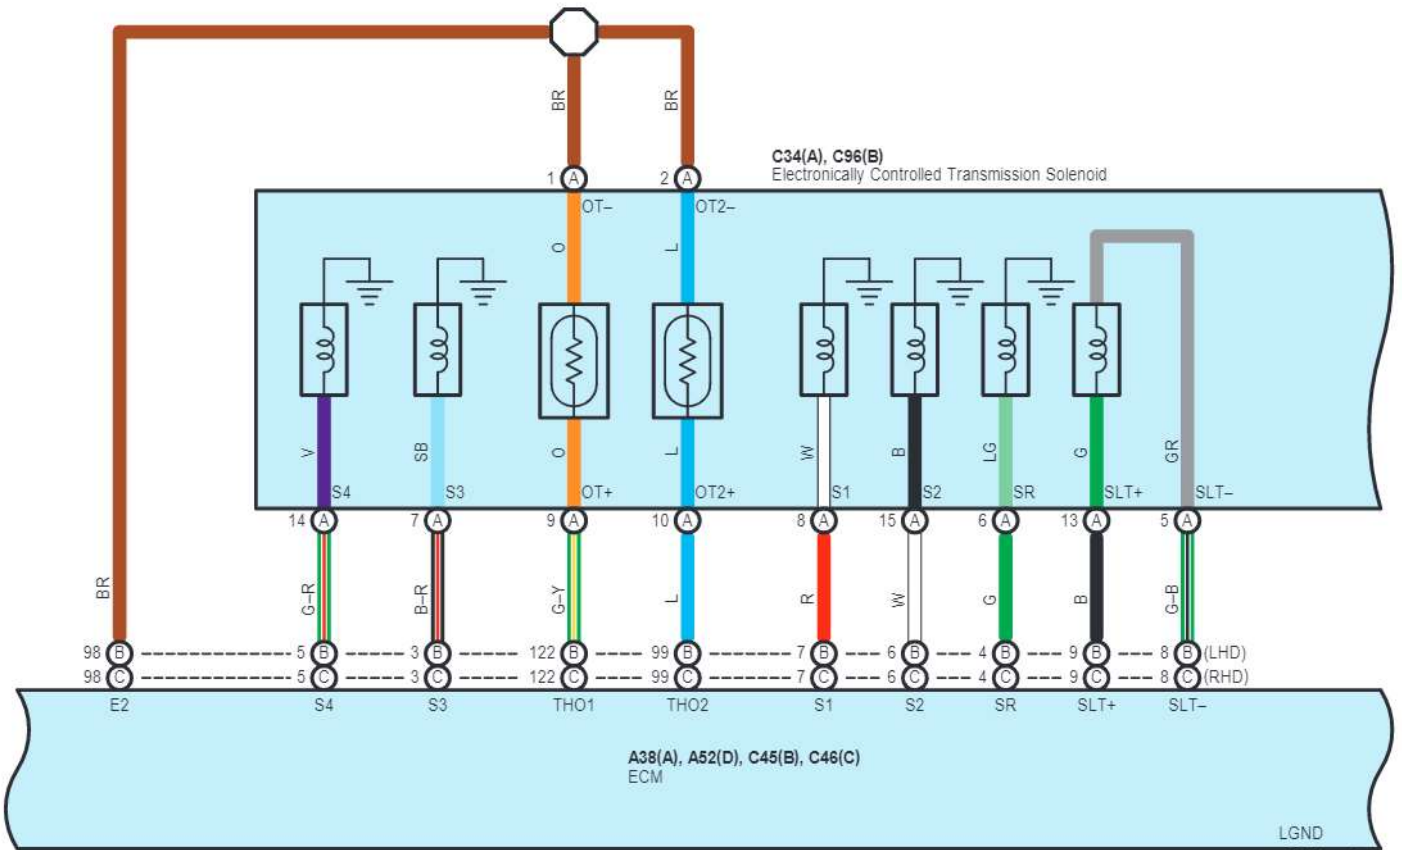 BR
BR
C34(A), C96(B)
Electronically Controlled Transmission Solenoid
1 A
2 A
OT–
OT2–
O
L
V
SB
O
L
W
B
LG
G
GR
S4
S3
OT+
OT2+
S1
S2
SR
SLT+
SLT–
14 A
7 A
9 A
10 A
8 A
15 A
6 A
13 A
5 A
BR
G–R
B–R
G–Y
L
R
W
G
B
G–B
98 B
5 B
3 B
122 B
99 B
7 B
6 B
4 B
9 B
8 B (LHD)
98 C
5 C
3 C
122 C
99 C
7 C
6 C
4 C
9 C
8 C (RHD)
E2
S4
S3
THO1
THO2
S1
S2
SR
SLT+
SLT–
A38(A), A52(D), C45(B), C46(C)
ECM
LGND